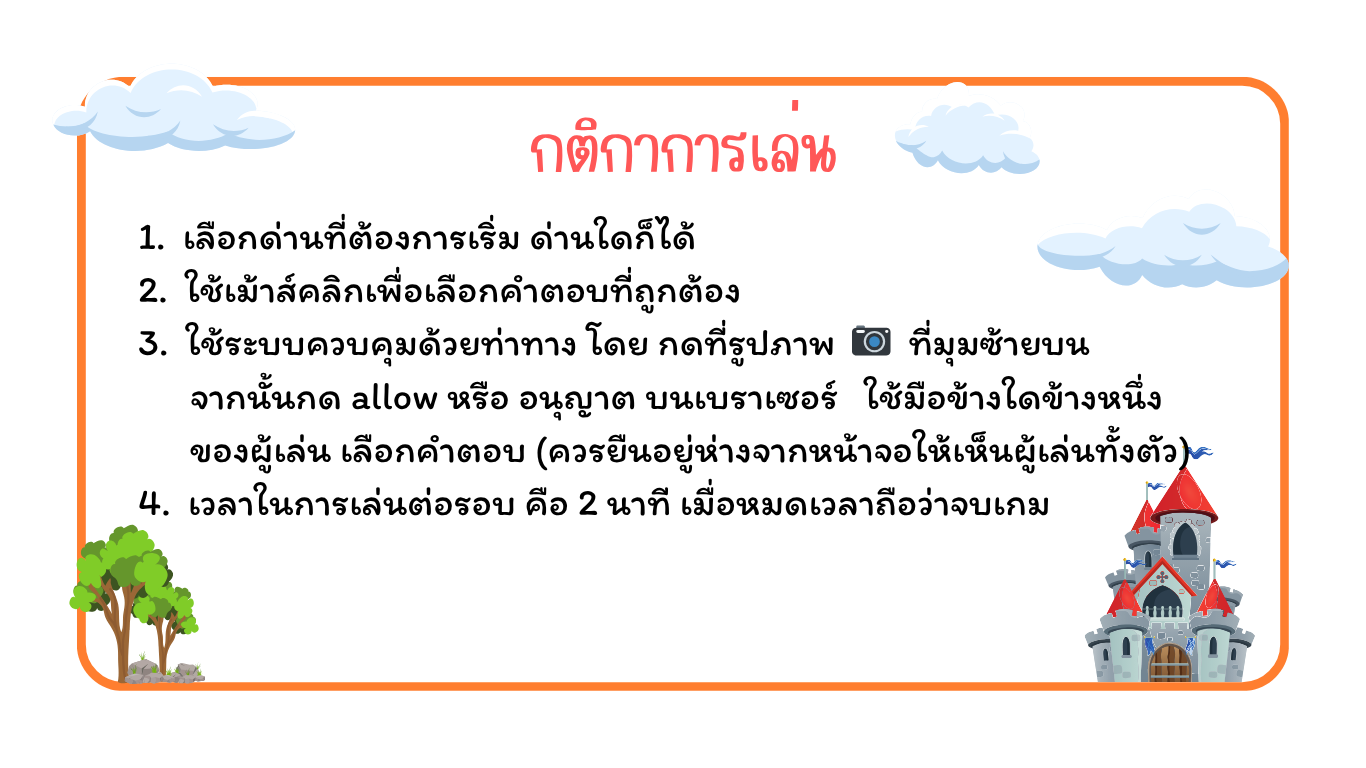 กติกาการเล่น
1. เลือกด่านที่ต้องการเริ่ม ด่านใดก็ได้
2. ใช้เม้าส์คลิกเพื่อเลือกคำตอบที่ถูกต้อง
3. ใช้ระบบควบคุมด้วยท่าทาง โดย กดที่รูปภาพ ที่มุมซ้ายบน
จากนั้นกด allow หรือ อนุญาต บนเบราเซอร์ ใช้มือข้างใดข้างหนึ่ง
ของผู้เล่น เลือกคำตอบ (ควรยืนอยู่ห่างจากหน้าจอให้เห็นผู้เล่นทั้งตัว)
4. เวลาในการเล่นต่อรอบ คือ 2 นาที เมื่อหมดเวลาถือว่าจบเกม